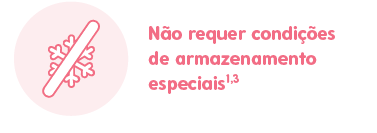 Não requer condições
de armazenamento
especiais¹,³